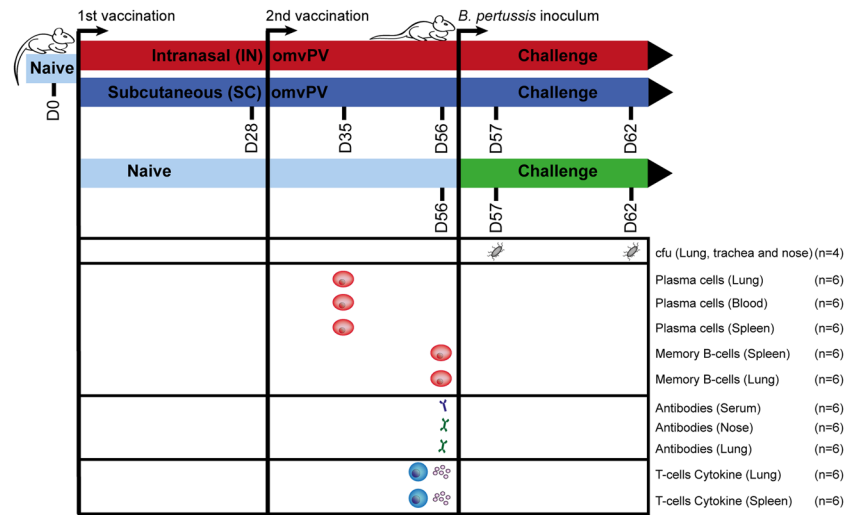 1st vaccination 2nd vaccination B. pertussis inoculum
Naive Intranasal (IN) omvPV Challenge
Subcutaneous (SC) omvPV Challenge
D0 D28 D35 D56 D57 D62
Naive Challenge
D56 D57 D62
cfu (Lung, trachea and nose) (n=4)
Plasma cells (Lung) (n=6)
Plasma cells (Blood) (n=6)
Plasma cells (Spleen) (n=6)
Memory B-cells (Spleen) (n=6)
Memory B-cells (Lung) (n=6)
Antibodies (Serum) (n=6)
Antibodies (Nose) (n=6)
Antibodies (Lung) (n=6)
T-cells Cytokine (Lung) (n=6)
T-cells Cytokine (Spleen) (n=6)